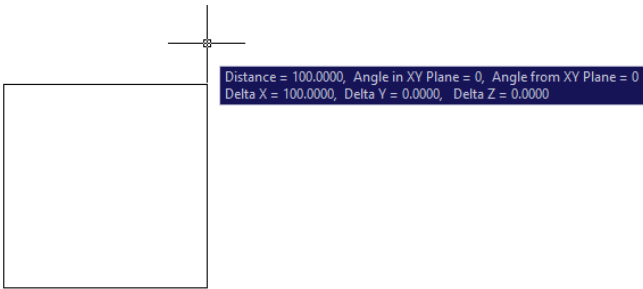 Distance = 100.0000, Angle in XY Plane = 0, Angle from XY Plane = 0
Delta X = 100.0000, Delta Y = 0.0000, Delta Z = 0.0000